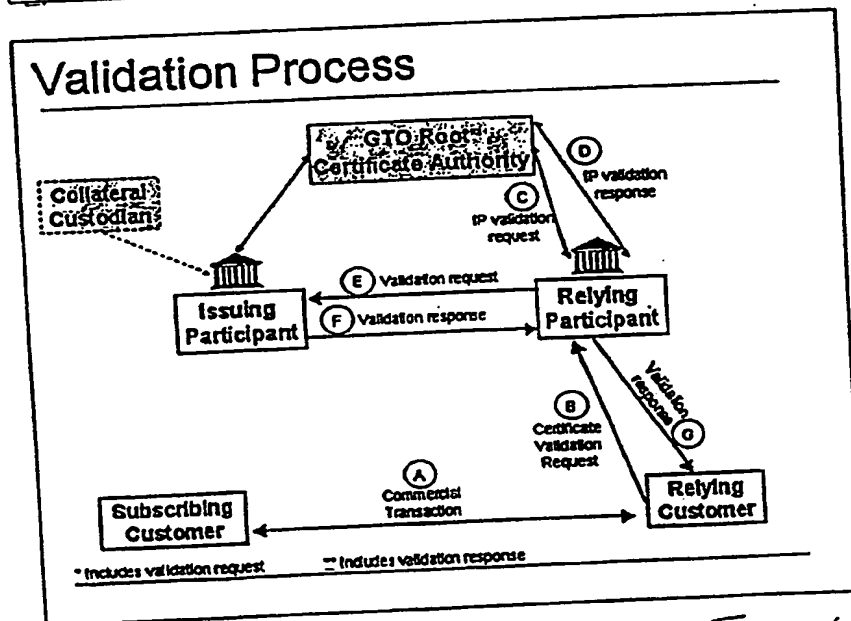 Validation Process
GTO Root
Certificate Authority
D
IP validation
response
C
IP validation
request
Collateral
Custodian
E Validation request
Issuing
Participant
Relying
Participant
F Validation response
Validation
response
G
B
Certificate
Validation
Request
A
Commercial
Transaction
Subscribing
Customer
Relying
Customer
* Includes validation request
** Includes validation response